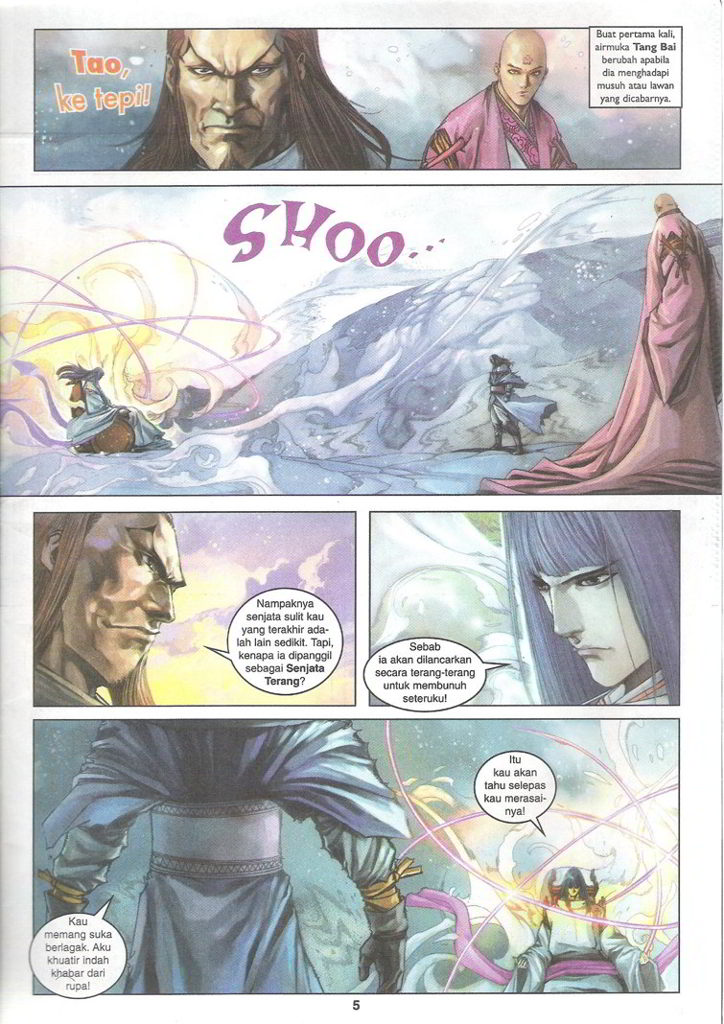 Tao,
ke tepi!
Buat pertama kali,
airmuka Tang Bai
berubah apabila
dia menghadapi
musuh atau lawan
yang dicabarnya.
SHOO..
Nampaknya
senjata sulit kau
yang terakhir ada-
lah lain sedikit. Tapi,
kenapa ia dipanggil
sebagai Senjata
Terang?
Sebab
ia akan dilancarkan
secara terang-terang
untuk membunuh
seteruku!
Itu
kau akan
tahu selepas
kau merasai-
nya!
Kau
memang suka
berlagak. Aku
khuatir indah
khabar dari
rupa!
5